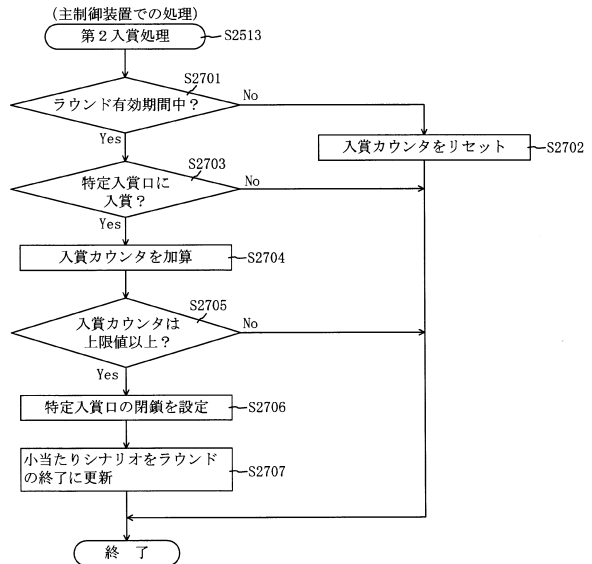 (主制御装置での処理)
第2入賞処理
S2513
S2701
ラウンド有効期間中?
No
Yes
入賞カウンタをリセット
S2702
S2703
特定入賞口に
入賞?
No
Yes
入賞カウンタを加算
S2704
S2705
入賞カウンタは
上限値以上?
No
Yes
特定入賞口の閉鎖を設定
S2706
小当たりシナリオをラウンド
の終了に更新
S2707
終 了